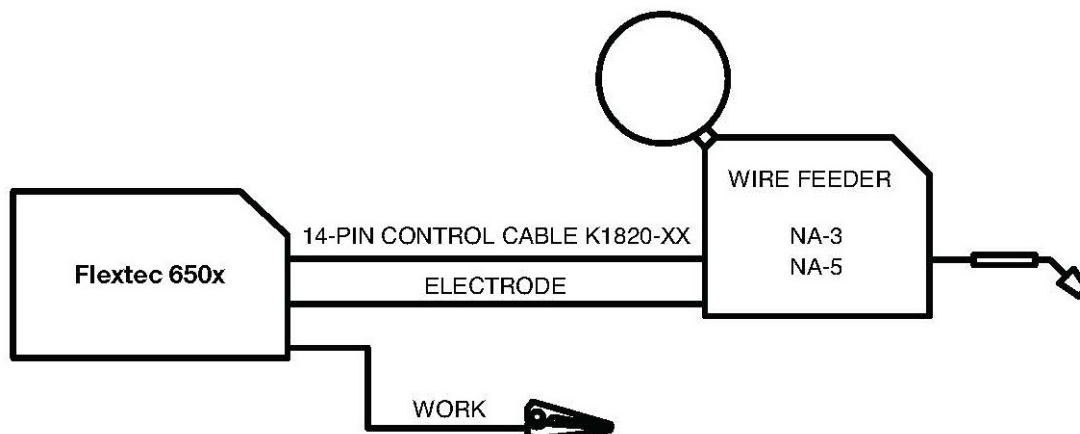 WIRE FEEDER
NA-3
NA-5
14-PIN CONTROL CABLE K1820-XX
Flextec 650x
ELECTRODE
WORK